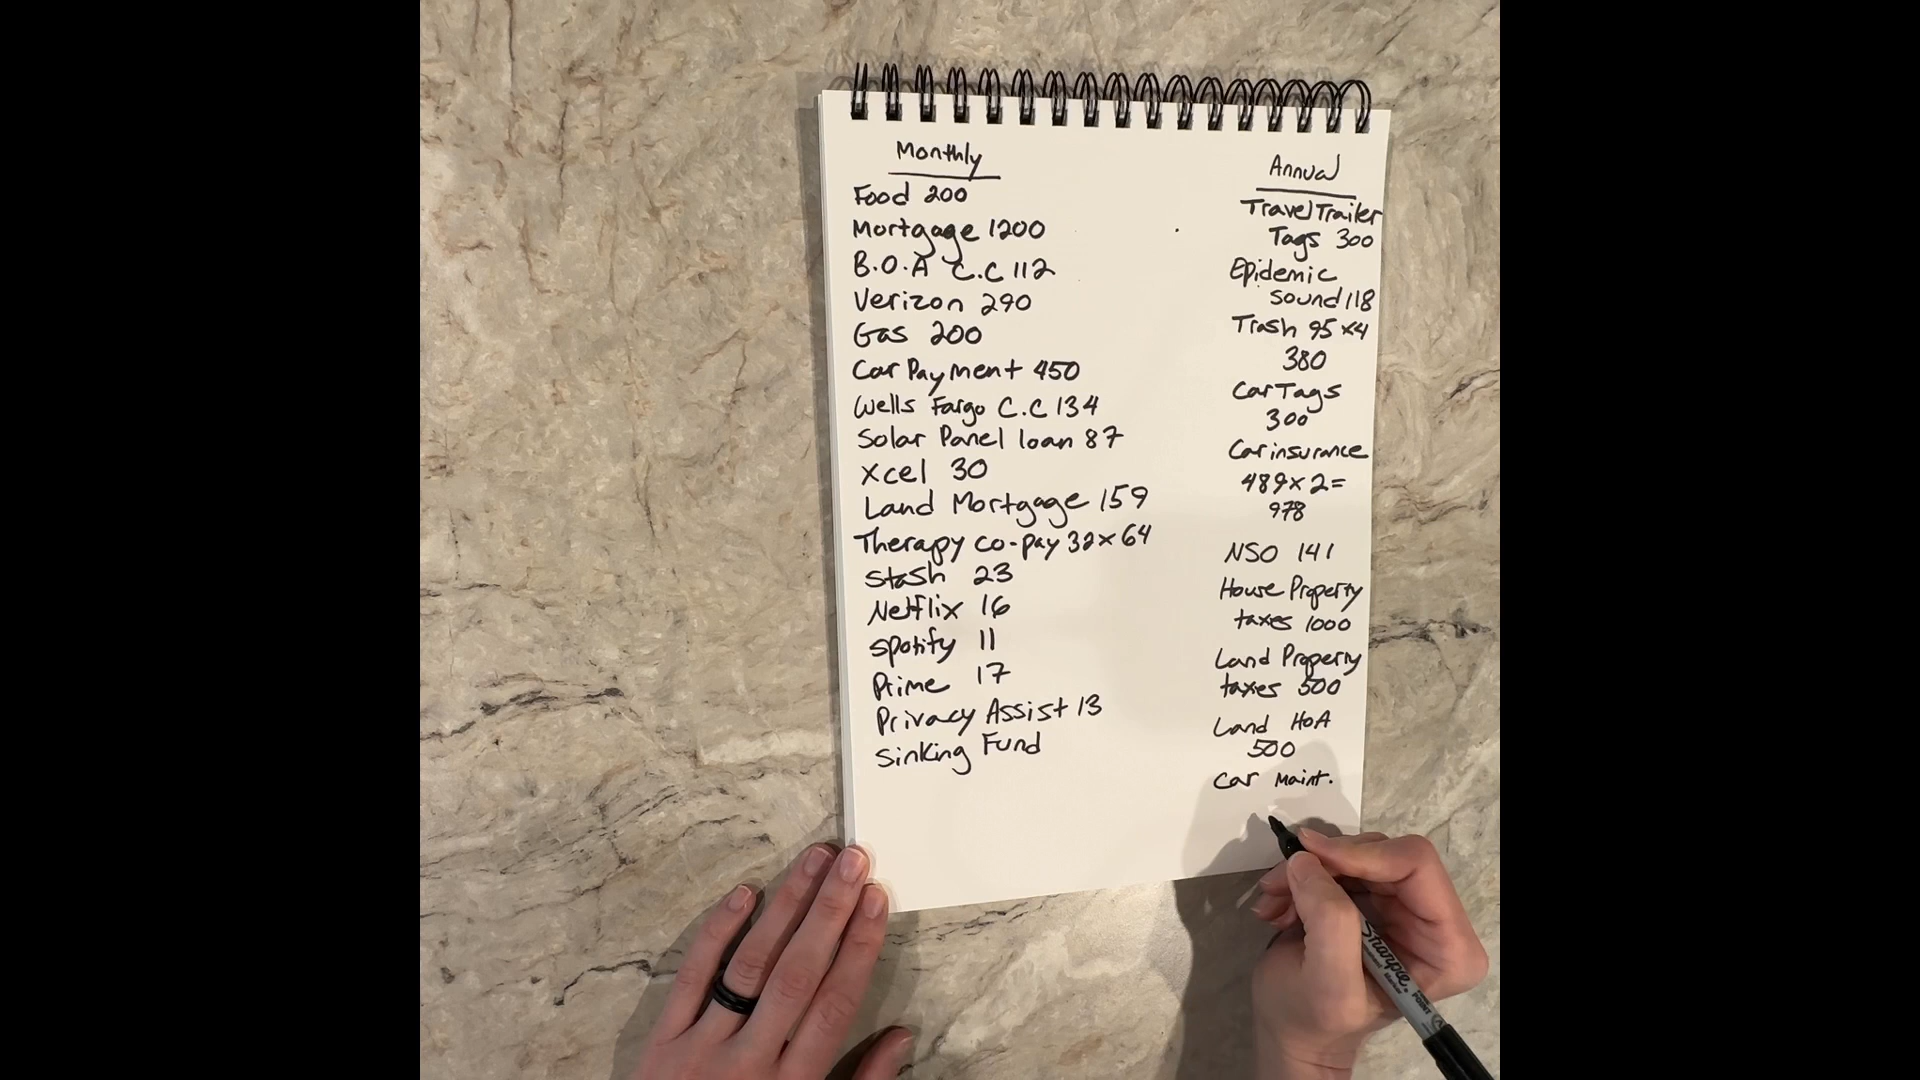 Monthly
Food 200
Mortgage 1200
B.O.A C.C 112
Verizon 290
Gas 200
Car Payment 450
Wells Fargo C.C 134
Solar Panel loan 87
Xcel 30
Land Mortgage 159
Therapy co-pay 32x64
Stash 23
Netflix 16
Spotify 11
Prime 17
Privacy Assist 13
Sinking Fund
Annual
Travel Trailer
Tags 300
Epidemic
Sound 118
Trash 95 x4
380
Car Tags
300
Car insurance
489x2=
978
NSO 141
House Property
taxes 1000
Land Property
taxes 500
Land HOA
500
Car Maint.
Sharpie.